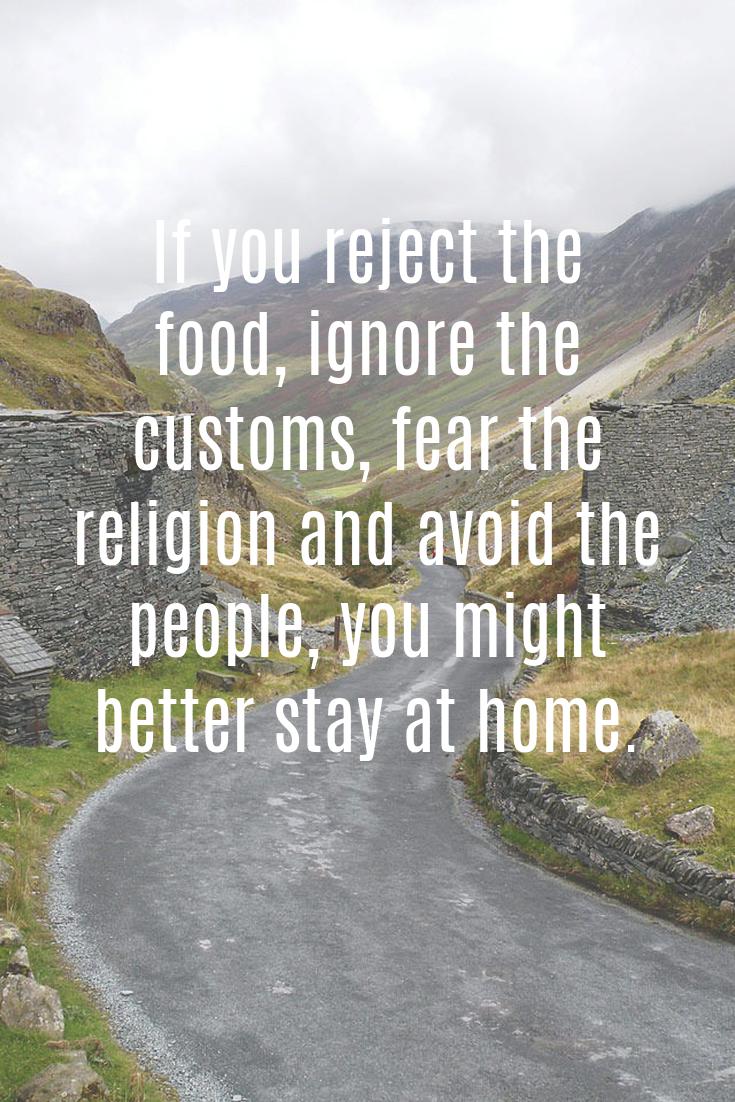 If you reject the
food, ignore the
customs, fear the
religion and avoid the
people, you might
better stay at home.